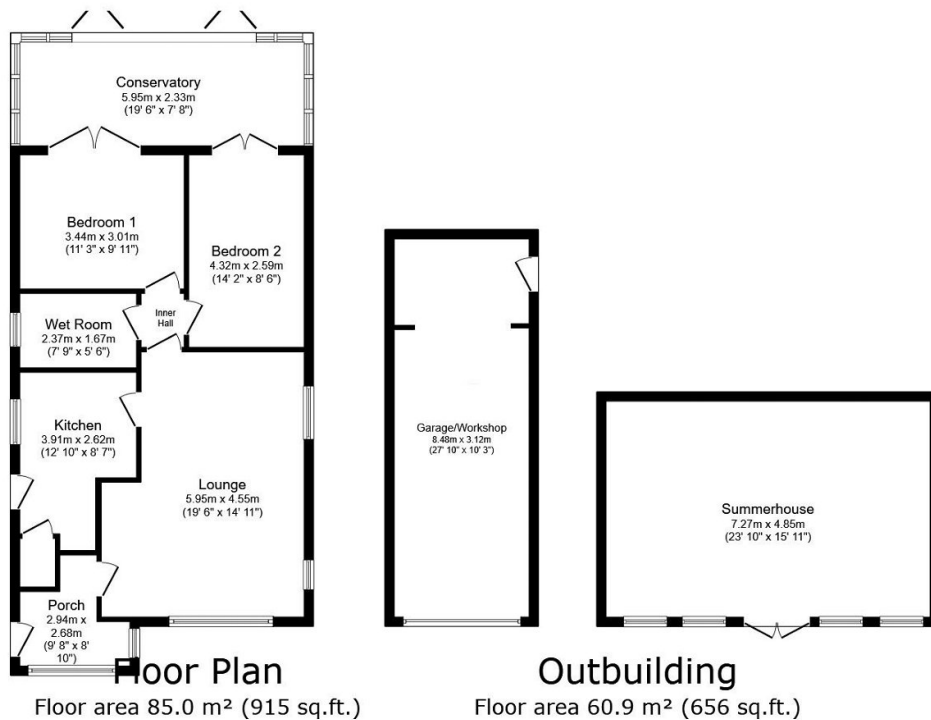 Conservatory
5.95m x 2.33m
(19' 6" x 7' 8")
Bedroom 1
3.44m x 3.01m
(11' 3" x 9' 11")
Bedroom 2
4.32m x 2.59m
(14' 2" x 8' 6")
Wet Room
2.37m x 1.67m
(7' 9" x 5' 6")
Inner
Hall
Kitchen
3.91m x 2.62m
(12' 10" x 8' 7")
Lounge
5.95m x 4.55m
(19' 6" x 14' 11")
Porch
2.94m x
2.68m
(9' 8" x 8'
10")
Garage/Workshop
8.48m x 3.12m
(27' 10" x 10' 3")
Summerhouse
7.27m x 4.85m
(23' 10" x 15' 11")
Floor Plan
Floor area 85.0 m² (915 sq.ft.)
Outbuilding
Floor area 60.9 m² (656 sq.ft.)